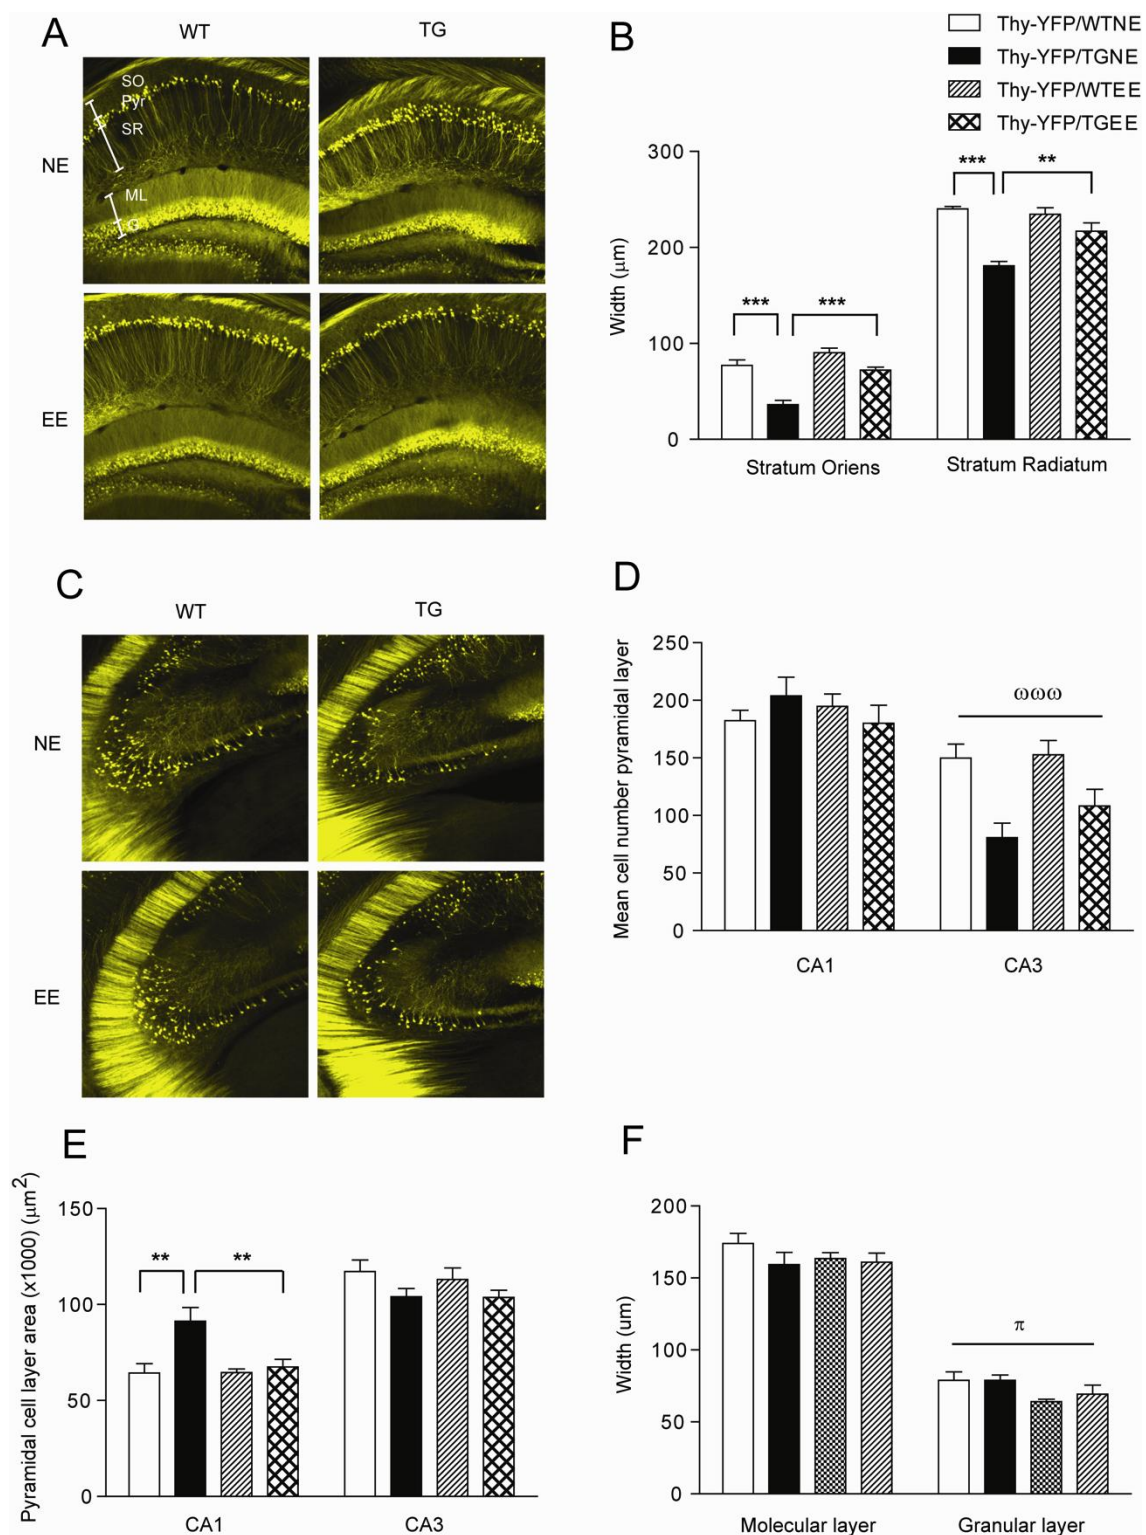 A
WT
TG
NE
SO
Pyr
SR
ML
G
EE
B
Thy-YFP/WTNE
Thy-YFP/TGNE
Thy-YFP/WTEE
Thy-YFP/TGEE
Width (μm)
300
200
100
0
***
***
***
**
Stratum Oriens
Stratum Radiatum
C
WT
TG
NE
EE
D
Mean cell number pyramidal layer
250
200
150
100
50
0
ωωω
CA1
CA3
E
Pyramidal cell layer area (x1000) (μm²)
150
100
50
0
**
**
CA1
CA3
F
Width (um)
200
150
100
50
0
π
Molecular layer
Granular layer